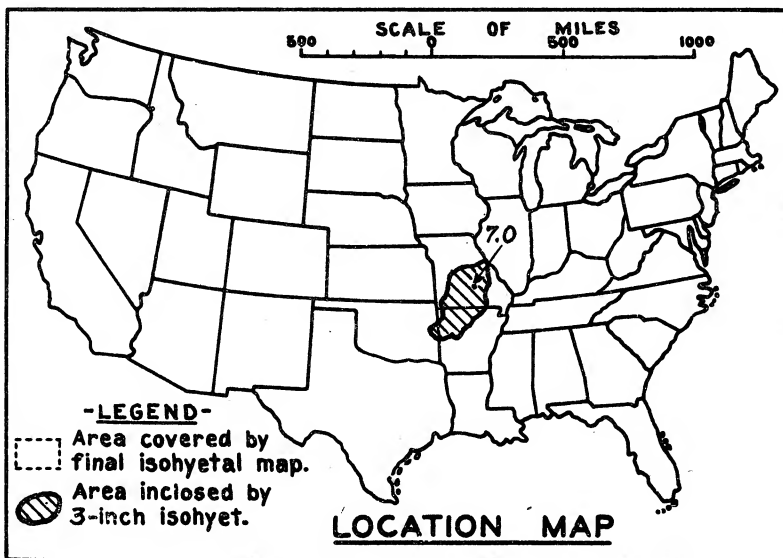 SCALE OF MILES
500 0 500 1000
7.0
-LEGEND-
Area covered by
final isohyetal map.
Area inclosed by
3-inch isohyet.
LOCATION MAP